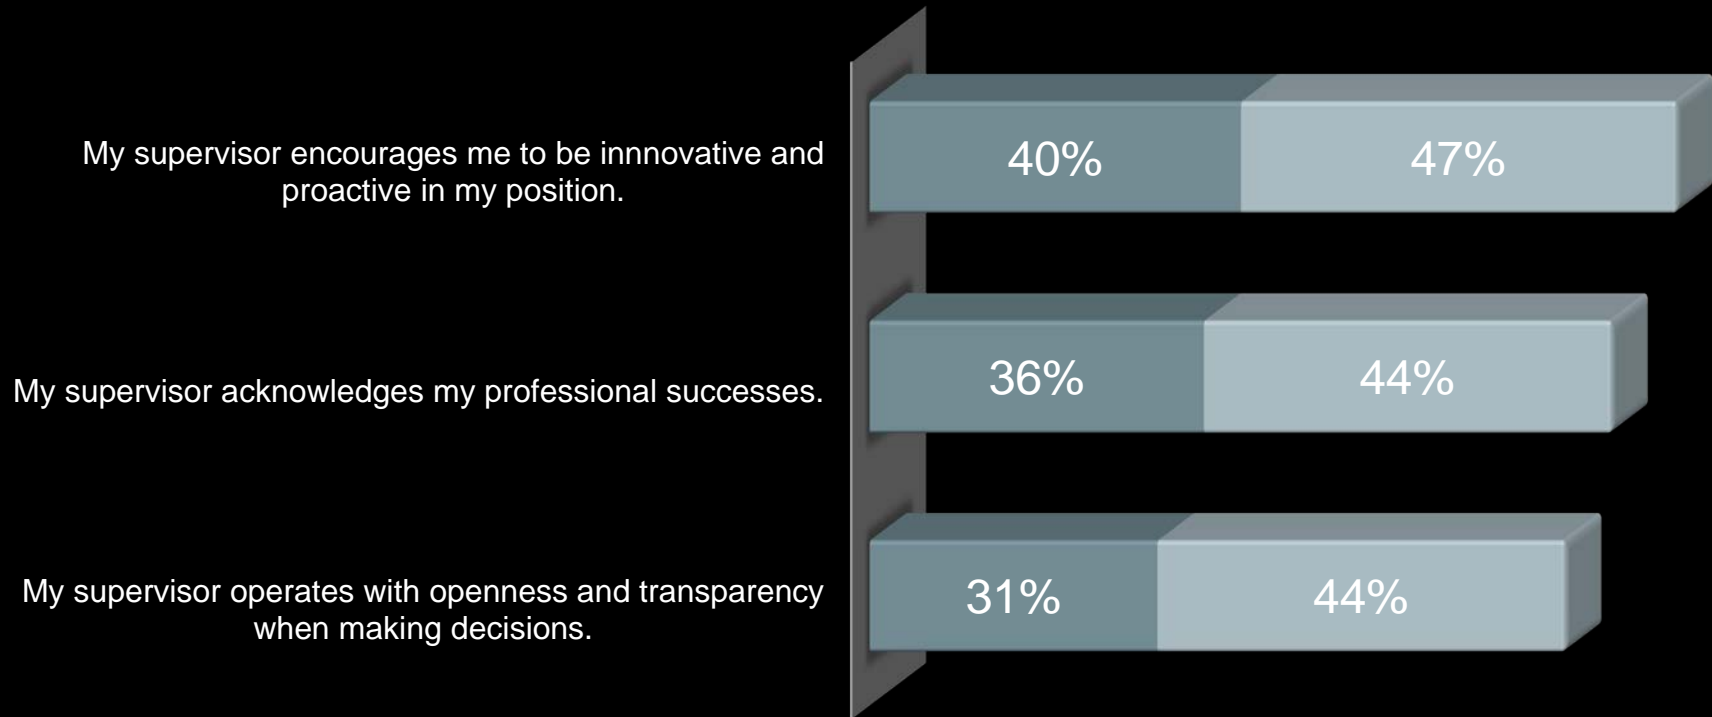 My supervisor encourages me to be innnovative and
proactive in my position.
40%
47%
My supervisor acknowledges my professional successes.
36%
44%
My supervisor operates with openness and transparency
when making decisions.
31%
44%